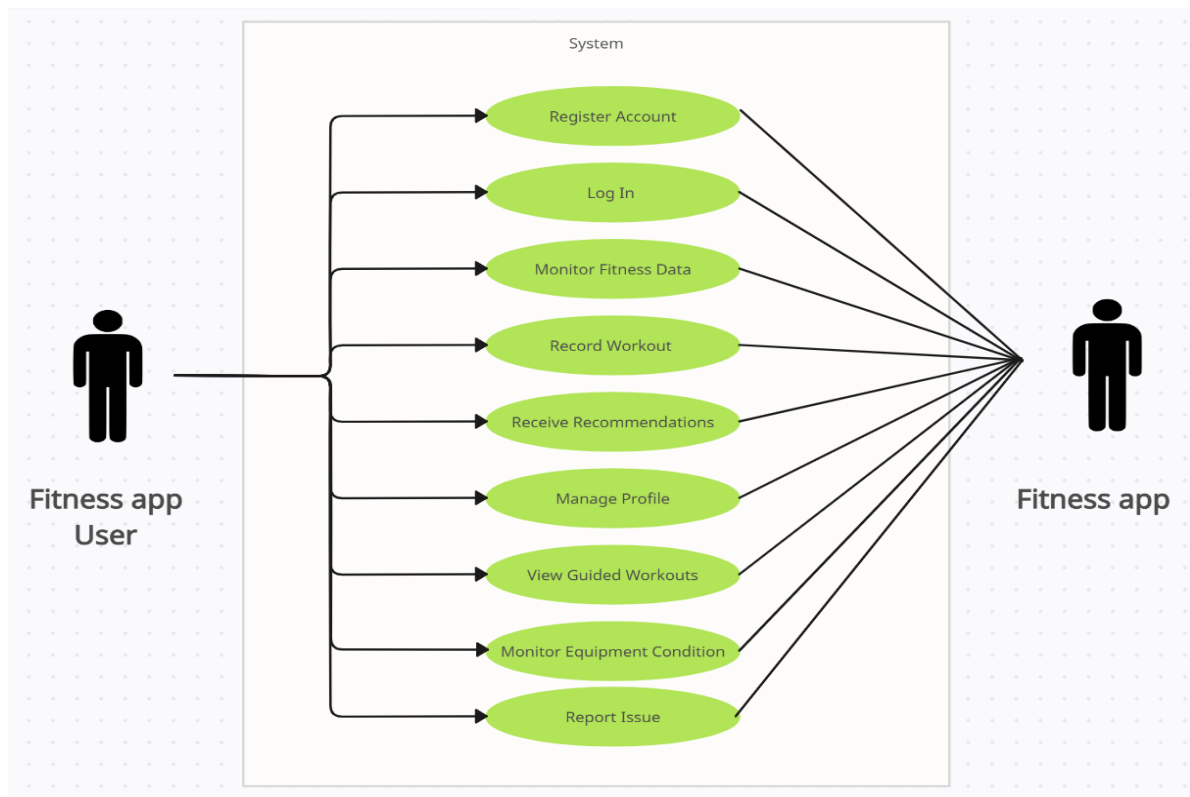 System
Register Account
Log In
Monitor Fitness Data
Record Workout
Receive Recommendations
Manage Profile
View Guided Workouts
Monitor Equipment Condition
Report Issue
Fitness app
User
Fitness app